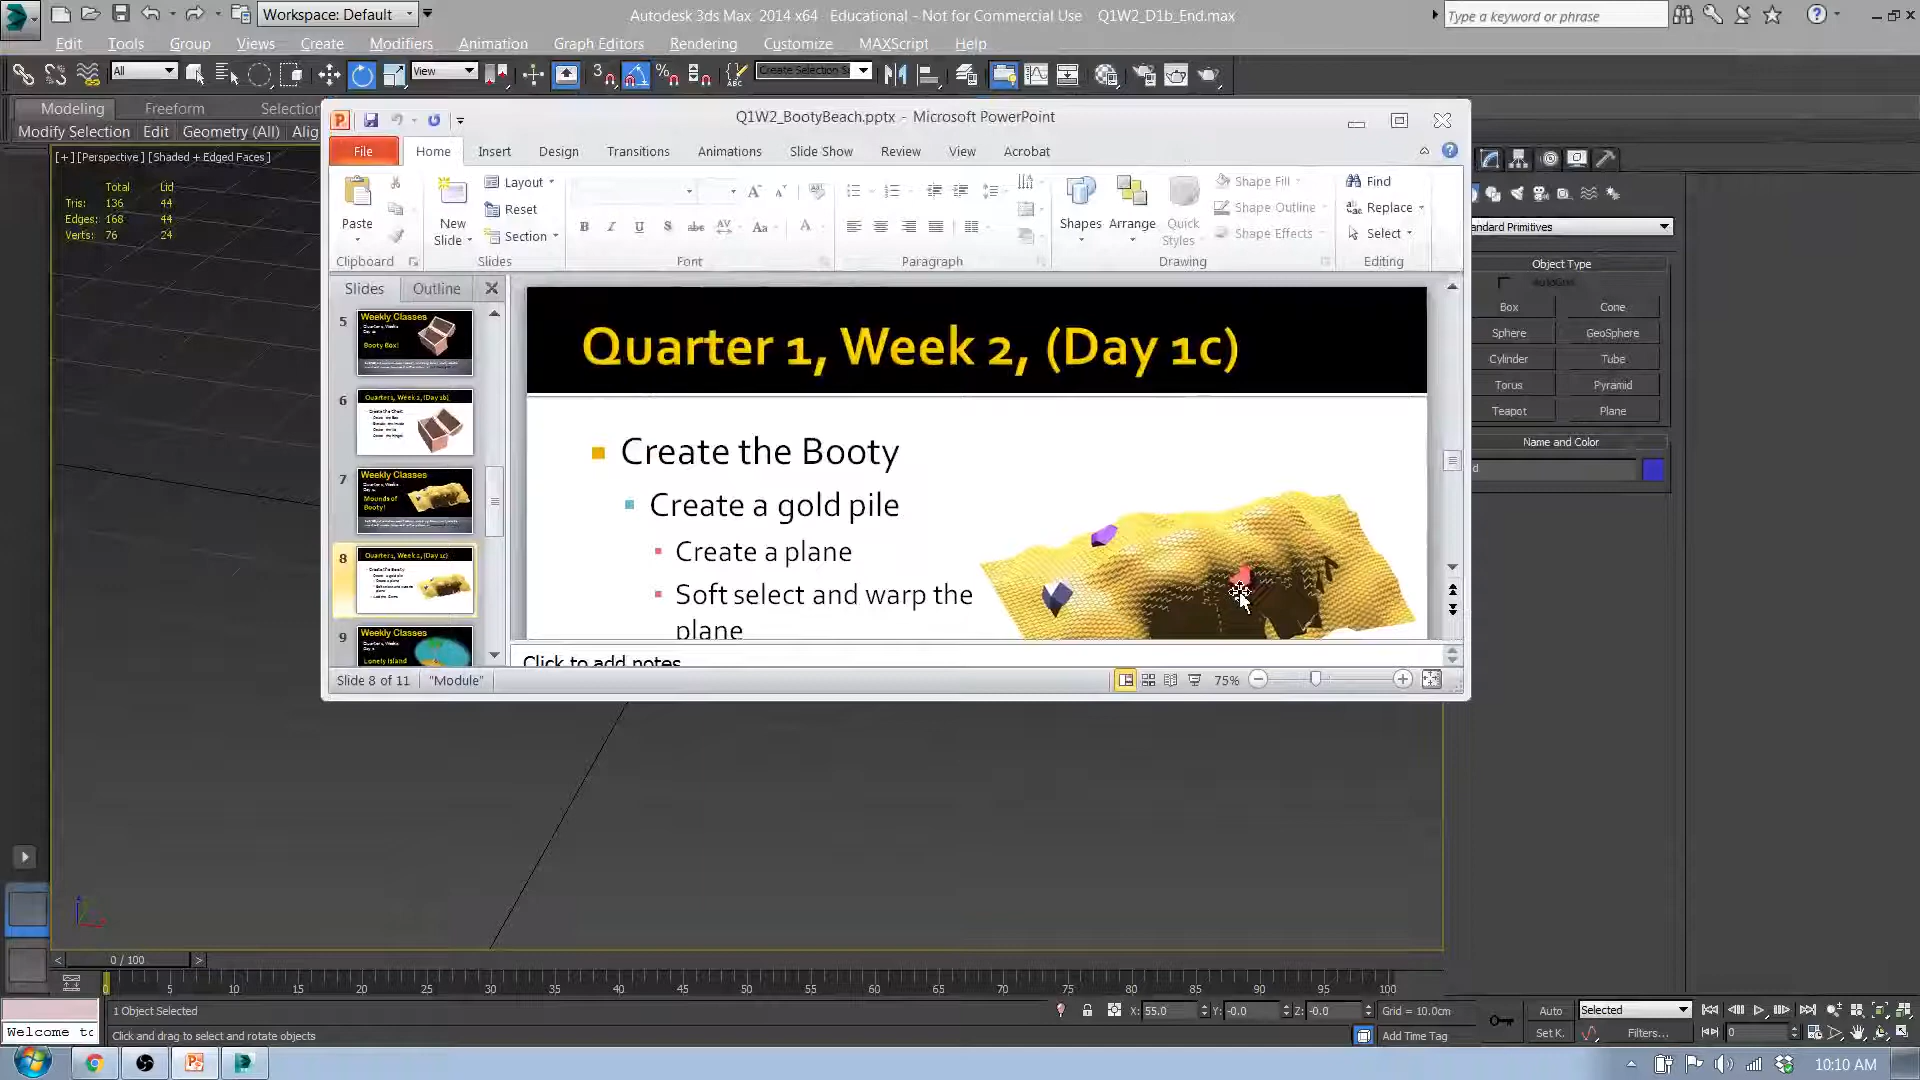 Workspace: Default
Autodesk 3ds Max 2014 x64 Educational - Not for Commercial Use Q1W2_D1b_End.max
Type a keyword or phrase
Edit Tools Group Views Create Modifiers Animation Graph Editors Rendering Customize MAXScript Help
All
View
Modeling Freeform Selection
Modify Selection Edit Geometry (All) Alig
[+] [Perspective] [Shaded + Edged Faces]
Total Lid
Tris: 136 44
Edges: 168 44
Verts: 76 24
Q1W2_BootyBeach.pptx - Microsoft PowerPoint
File Home Insert Design Transitions Animations Slide Show Review View Acrobat
Paste
Clipboard
New Slide
Layout
Reset
Section
Slides
Font
Paragraph
Shapes Arrange Quick Styles
Shape Fill
Shape Outline
Shape Effects
Drawing
Find
Replace
Select
Editing
Slides Outline
5
Weekly Classes
Booty Box!
6
Quarter 1, Week 2, (Day 1b)
7
Weekly Classes
Mounds of Booty!
8
Quarter 1, Week 2, (Day 1c)
9
Weekly Classes
Lonely Island
Quarter 1, Week 2, (Day 1c)
Create the Booty
Create a gold pile
Create a plane
Soft select and warp the
plane
Click to add notes
Slide 8 of 11 "Module" 75%
andard Primitives
Object Type
AutoGrid
Box Cone
Sphere GeoSphere
Cylinder Tube
Torus Pyramid
Teapot Plane
Name and Color
d
0 / 100
0 5 10 15 20 25 30 35 40 45 50 55 60 65 70 75 80 85 90 95 100
1 Object Selected
X: 55.0 Y: -0.0 Z: -0.0 Grid = 10.0cm
Auto Selected
Welcome to
Click and drag to select and rotate objects
Add Time Tag
Set K. Filters...
0
10:10 AM